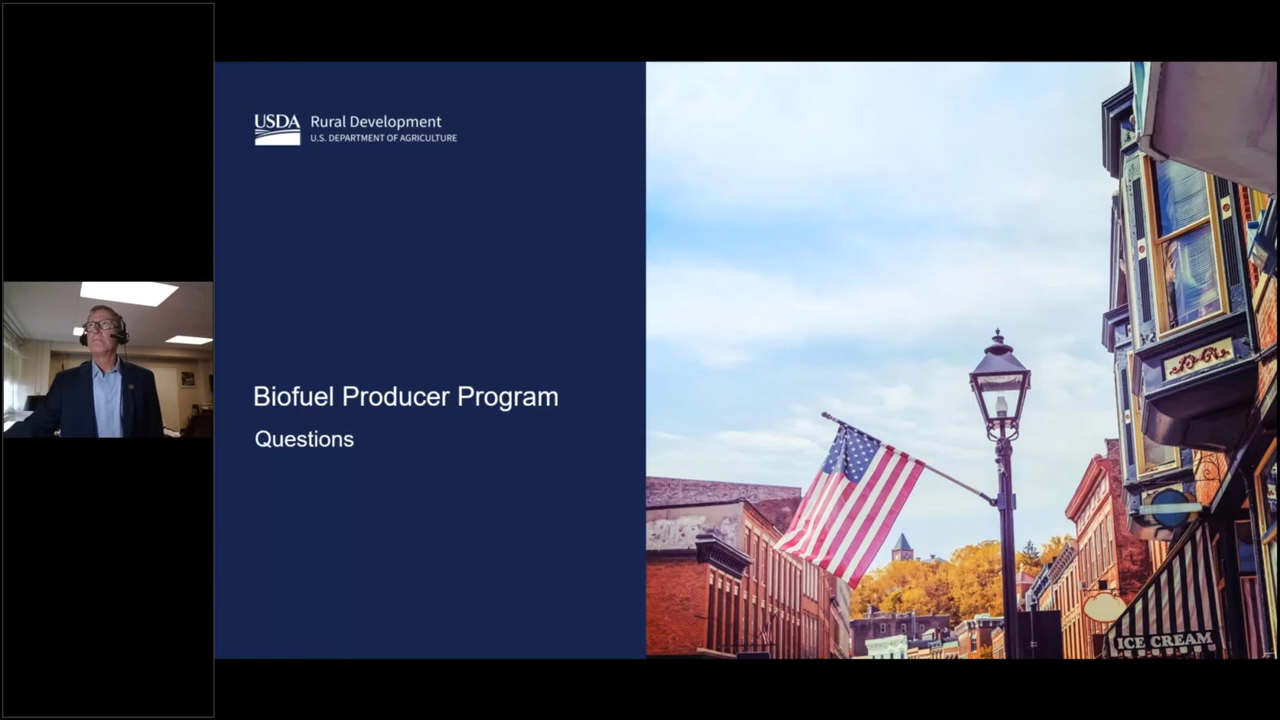 USDA Rural Development
U.S. DEPARTMENT OF AGRICULTURE
Biofuel Producer Program
Questions
ICE CREAM